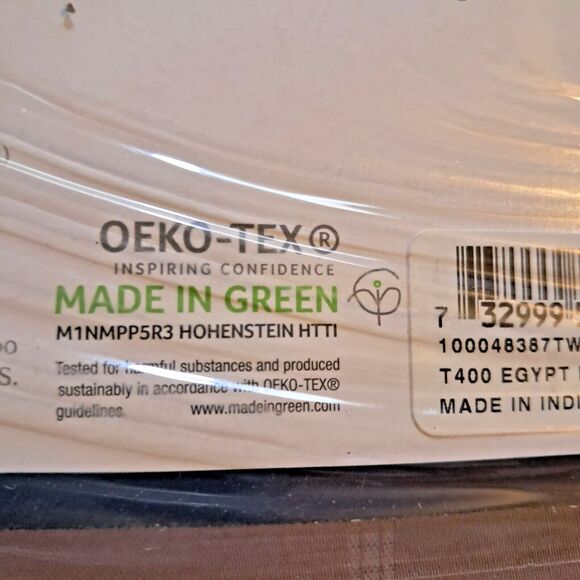 OEKO-TEX®
INSPIRING CONFIDENCE
MADE IN GREEN
M1NMPP5R3 HOHENSTEIN HTTI
Tested for harmful substances and produced
sustainably in accordance with OEKO-TEX®
guidelines. www.madeingreen.com
7 32999
100048387TW
T400 EGYPT
MADE IN INDI